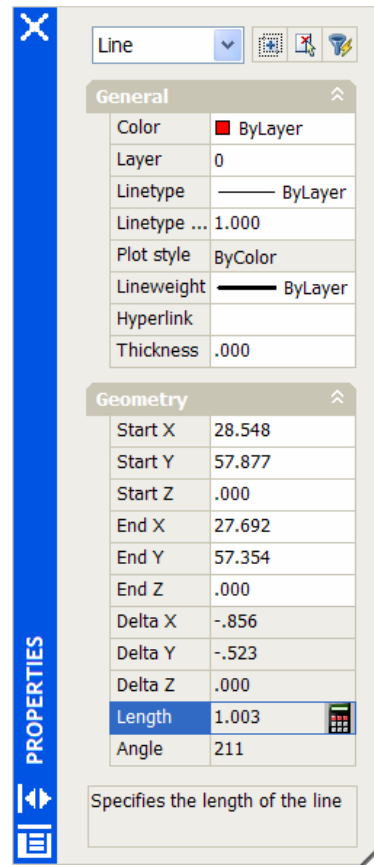 Line
General
Color ByLayer
Layer 0
Linetype ByLayer
Linetype ... 1.000
Plot style ByColor
Lineweight ByLayer
Hyperlink
Thickness .000
Geometry
Start X 28.548
Start Y 57.877
Start Z .000
End X 27.692
End Y 57.354
End Z .000
Delta X -.856
Delta Y -.523
Delta Z .000
Length 1.003
Angle 211
Specifies the length of the line
PROPERTIES